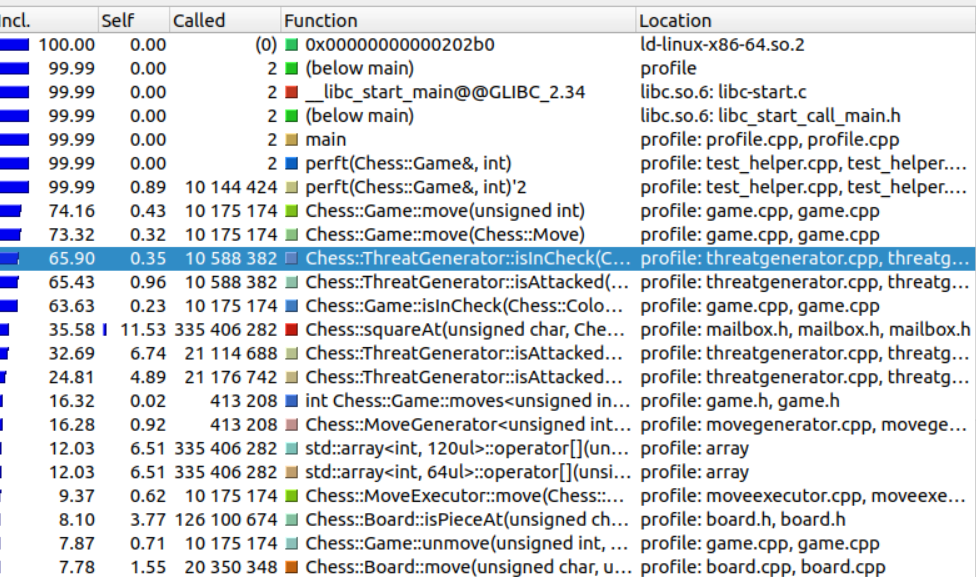 Incl. Self Called Function Location
100.00 0.00 (0) 0x00000000000202b0 ld-linux-x86-64.so.2
99.99 0.00 2 (below main) profile
99.99 0.00 2 __libc_start_main@@GLIBC_2.34 libc.so.6: libc-start.c
99.99 0.00 2 (below main) libc.so.6: libc_start_call_main.h
99.99 0.00 2 main profile: profile.cpp, profile.cpp
99.99 0.00 2 perft(Chess::Game&, int) profile: test_helper.cpp, test_helper....
99.99 0.89 10 144 424 perft(Chess::Game&, int)'2 profile: test_helper.cpp, test_helper....
74.16 0.43 10 175 174 Chess::Game::move(unsigned int) profile: game.cpp, game.cpp
73.32 0.32 10 175 174 Chess::Game::move(Chess::Move) profile: game.cpp, game.cpp
65.90 0.35 10 588 382 Chess::ThreatGenerator::isInCheck(C... profile: threatgenerator.cpp, threatg...
65.43 0.96 10 588 382 Chess::ThreatGenerator::isAttacked(... profile: threatgenerator.cpp, threatg...
63.63 0.23 10 175 174 Chess::Game::isInCheck(Chess::Colo... profile: game.cpp, game.cpp
35.58 11.53 335 406 282 Chess::squareAt(unsigned char, Che... profile: mailbox.h, mailbox.h, mailbox.h
32.69 6.74 21 114 688 Chess::ThreatGenerator::isAttacked... profile: threatgenerator.cpp, threatg...
24.81 4.89 21 176 742 Chess::ThreatGenerator::isAttacked... profile: threatgenerator.cpp, threatg...
16.32 0.02 413 208 int Chess::Game::moves<unsigned in... profile: game.h, game.h
16.28 0.92 413 208 Chess::MoveGenerator<unsigned int... profile: movegenerator.cpp, movege...
12.03 6.51 335 406 282 std::array<int, 120ul>::operator[](un... profile: array
12.03 6.51 335 406 282 std::array<int, 64ul>::operator[](unsi... profile: array
9.37 0.62 10 175 174 Chess::MoveExecutor::move(Chess::... profile: moveexecutor.cpp, moveexe...
8.10 3.77 126 100 674 Chess::Board::isPieceAt(unsigned ch... profile: board.h, board.h
7.87 0.71 10 175 174 Chess::Game::unmove(unsigned int, ... profile: game.cpp, game.cpp
7.78 1.55 20 350 348 Chess::Board::move(unsigned char, u... profile: board.cpp, board.cpp